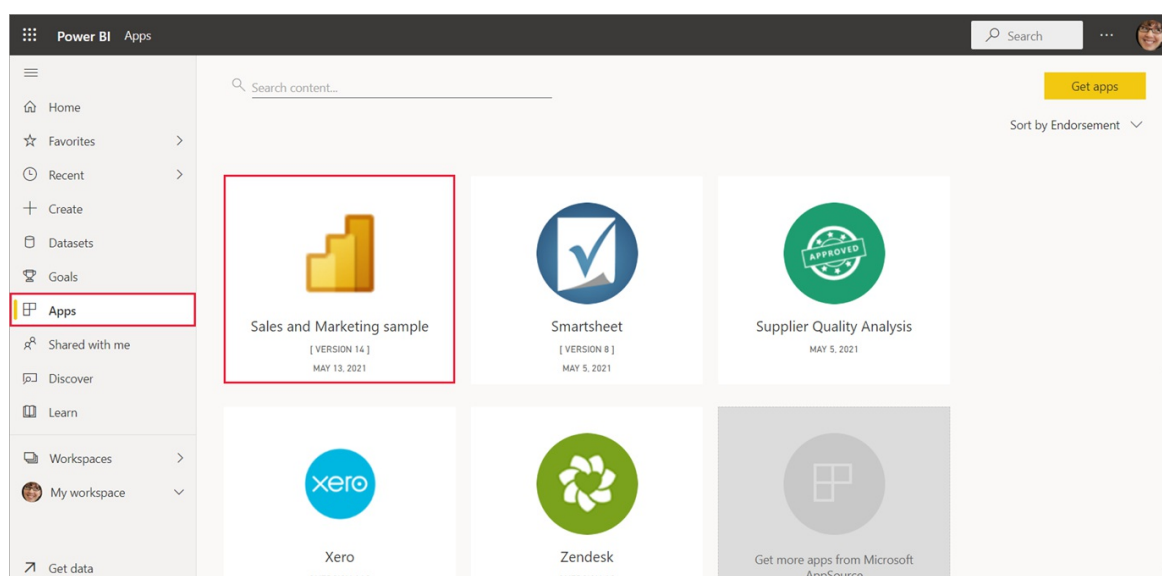 Power BI Apps
Search
Search content...
Get apps
Sort by Endorsement
Home
Favorites
Recent
Create
Datasets
Goals
Apps
Shared with me
Discover
Learn
Workspaces
My workspace
Get data
Sales and Marketing sample
[ VERSION 14 ]
MAY 13, 2021
Smartsheet
[ VERSION 8 ]
MAY 5, 2021
APPROVED
Supplier Quality Analysis
MAY 5, 2021
xero
Xero
Zendesk
Get more apps from Microsoft
AppSource